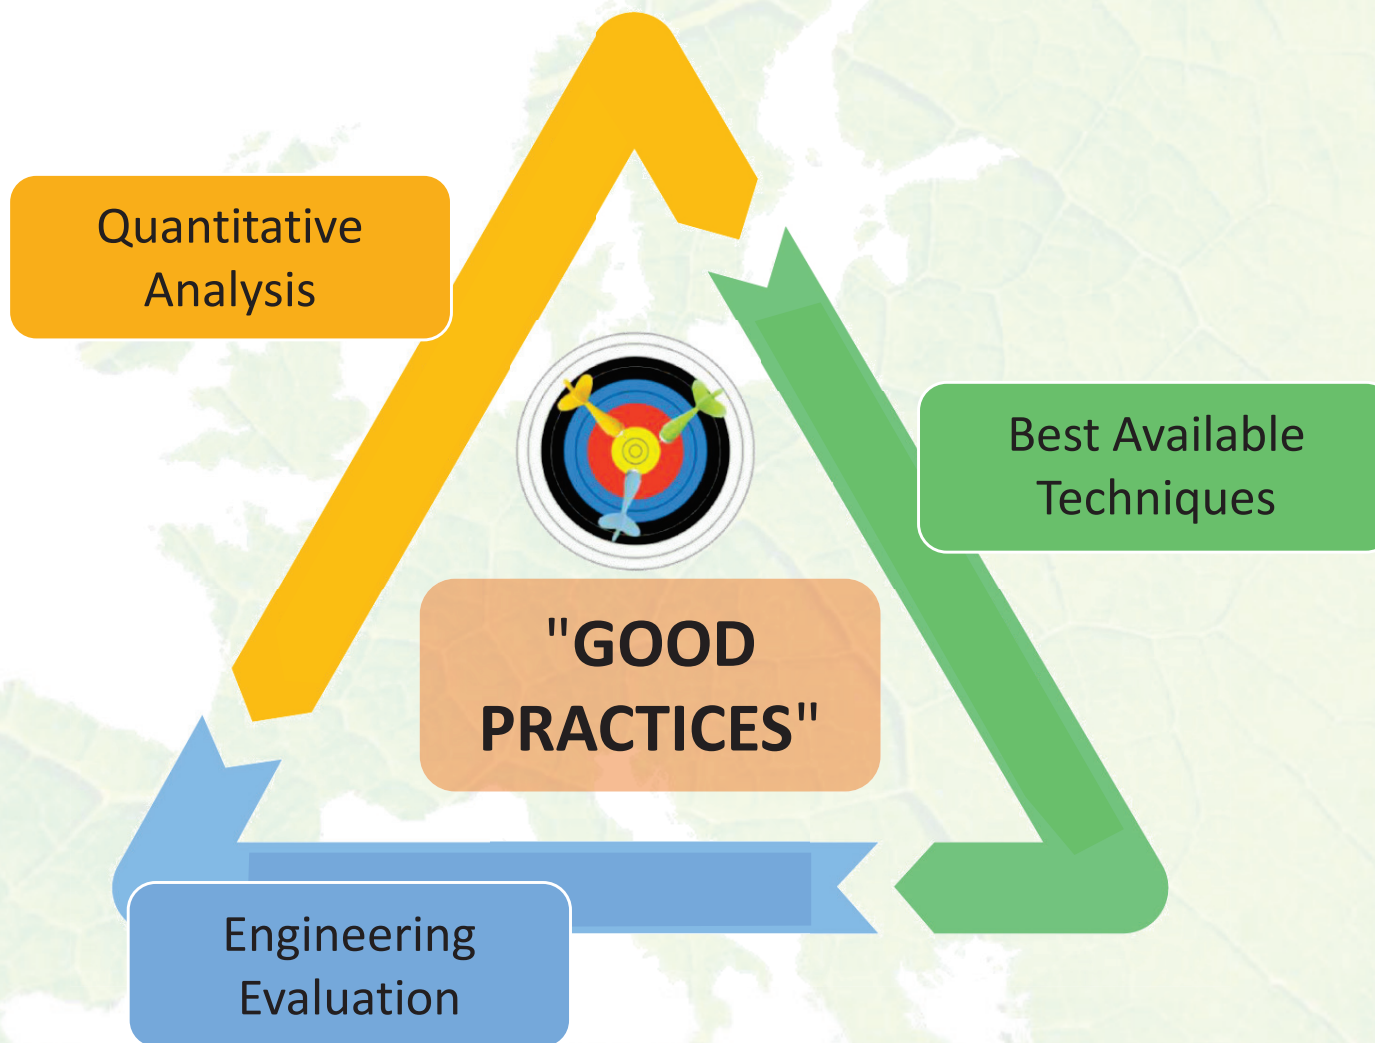 Quantitative
Analysis
Best Available
Techniques
"GOOD
PRACTICES"
Engineering
Evaluation